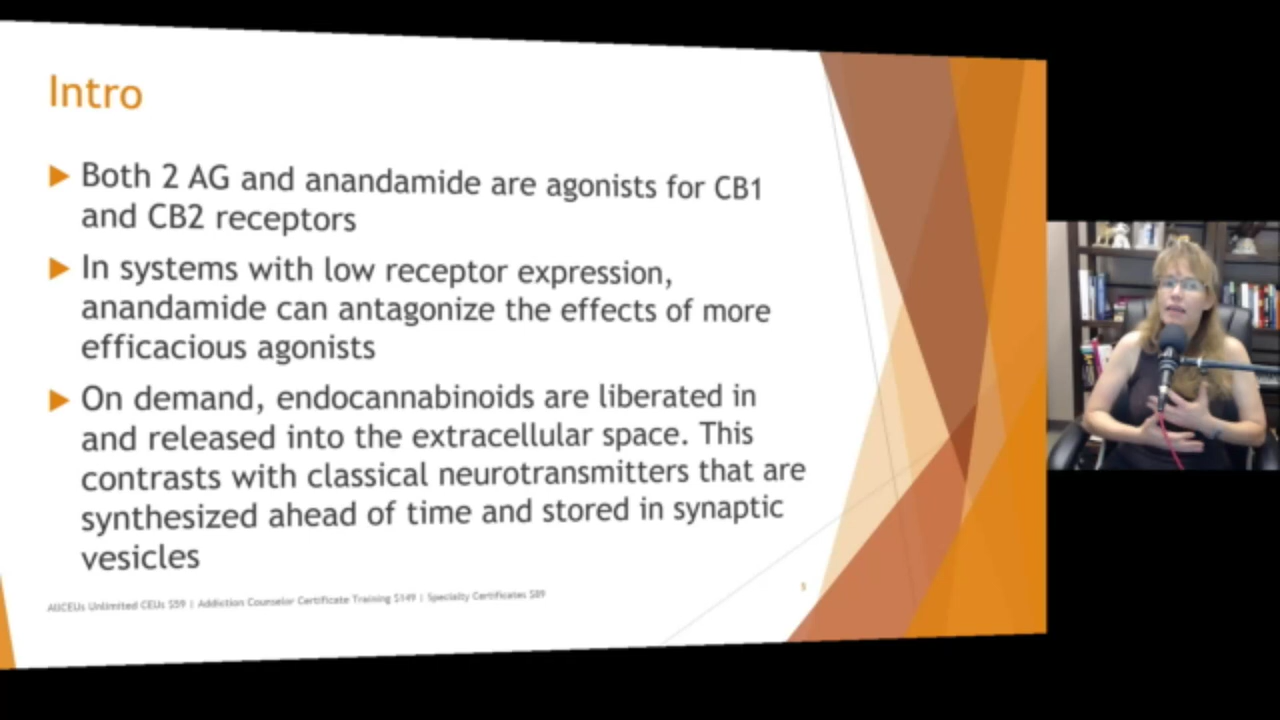 Intro
Both 2 AG and anandamide are agonists for CB1
and CB2 receptors
In systems with low receptor expression,
anandamide can antagonize the effects of more
efficacious agonists
On demand, endocannabinoids are liberated in
and released into the extracellular space. This
contrasts with classical neurotransmitters that are
synthesized ahead of time and stored in synaptic
vesicles
AllCEUs Unlimited CEUs $59 | Addiction Counselor Certificate Training $149 | Specialty Certificates $89